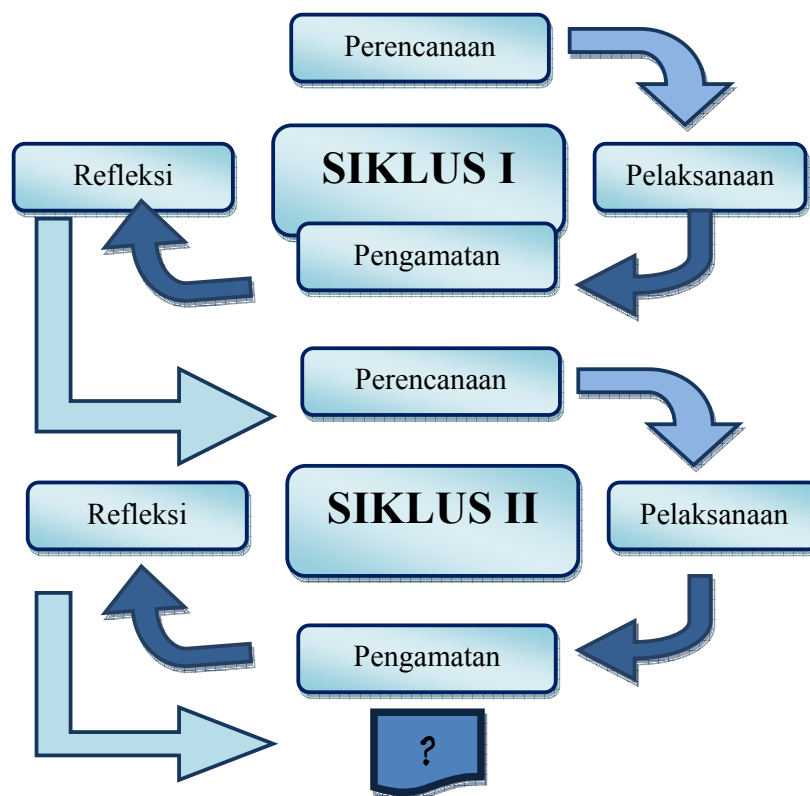 Perencanaan
Refleksi
SIKLUS I
Pelaksanaan
Pengamatan
Perencanaan
Refleksi
SIKLUS II
Pelaksanaan
Pengamatan
?